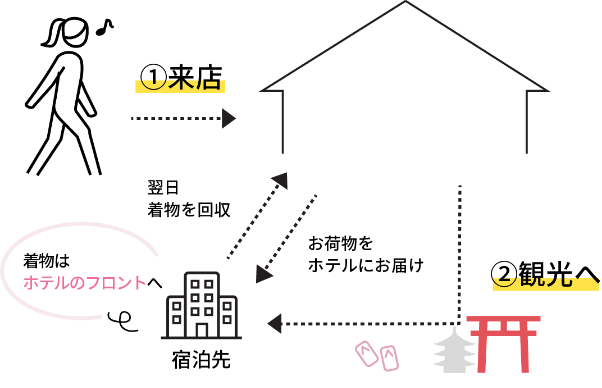 ①来店
翌日
着物を回収
お荷物を
ホテルにお届け
②観光へ
着物は
ホテルのフロントへ
宿泊先